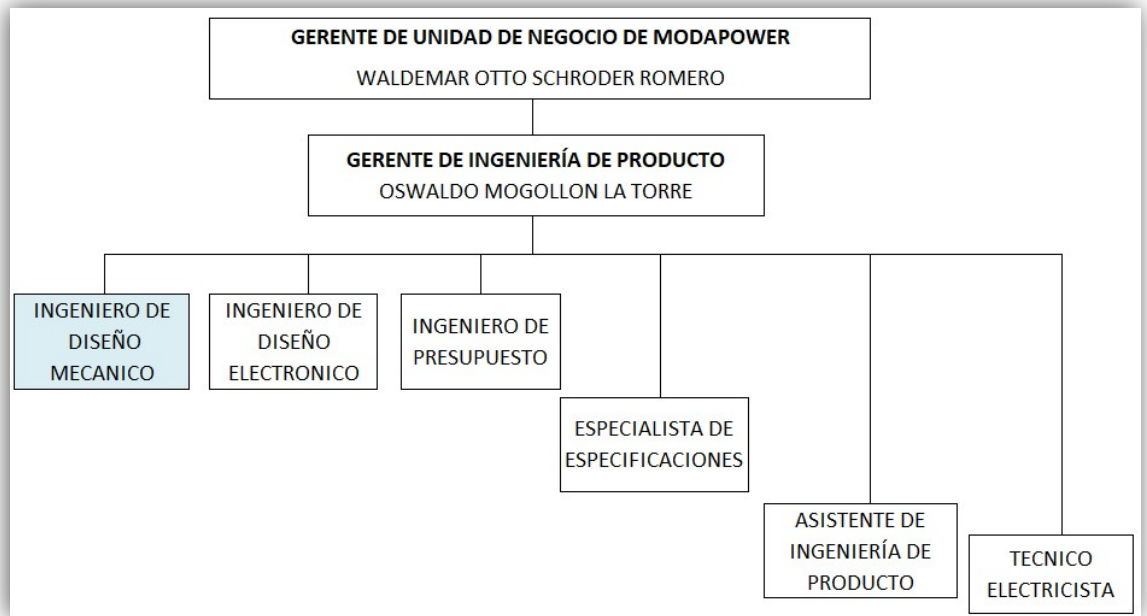 GERENTE DE UNIDAD DE NEGOCIO DE MODAPOWER
WALDEMAR OTTO SCHRODER ROMERO
GERENTE DE INGENIERÍA DE PRODUCTO
OSWALDO MOGOLLON LA TORRE
INGENIERO DE
DISEÑO
MECANICO
INGENIERO DE
DISEÑO
ELECTRONICO
INGENIERO DE
PRESUPUESTO
ESPECIALISTA DE
ESPECIFICACIONES
ASISTENTE DE
INGENIERÍA DE
PRODUCTO
TECNICO
ELECTRICISTA